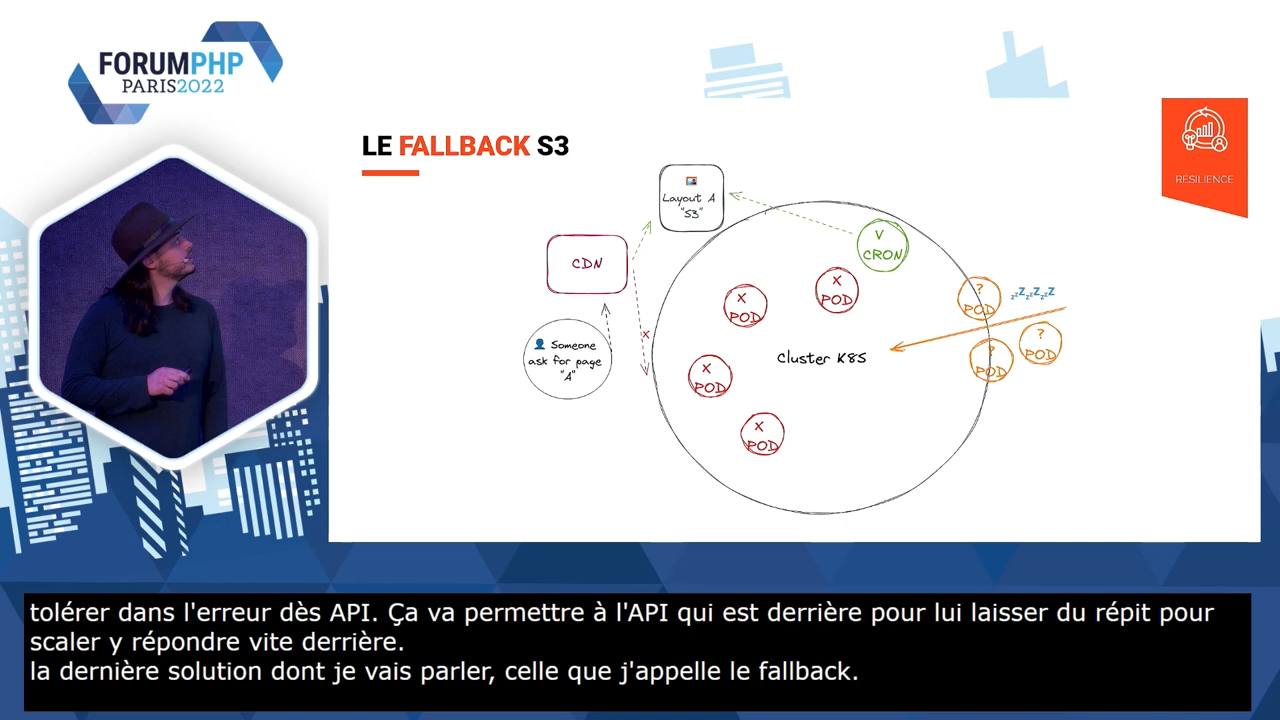 FORUMPHP
PARIS2022
LE FALLBACK S3
RÉSILIENCE
Layout A
"S3"
CDN
V
CRON
X
POD
X
POD
?
POD
zzZzzZzzZ
?
POD
?
POD
Someone
ask for page
"A"
x
Cluster K8S
X
POD
X
POD
tolérer dans l'erreur dès API. Ça va permettre à l'API qui est derrière pour lui laisser du répit pour
scaler y répondre vite derrière.
la dernière solution dont je vais parler, celle que j'appelle le fallback.